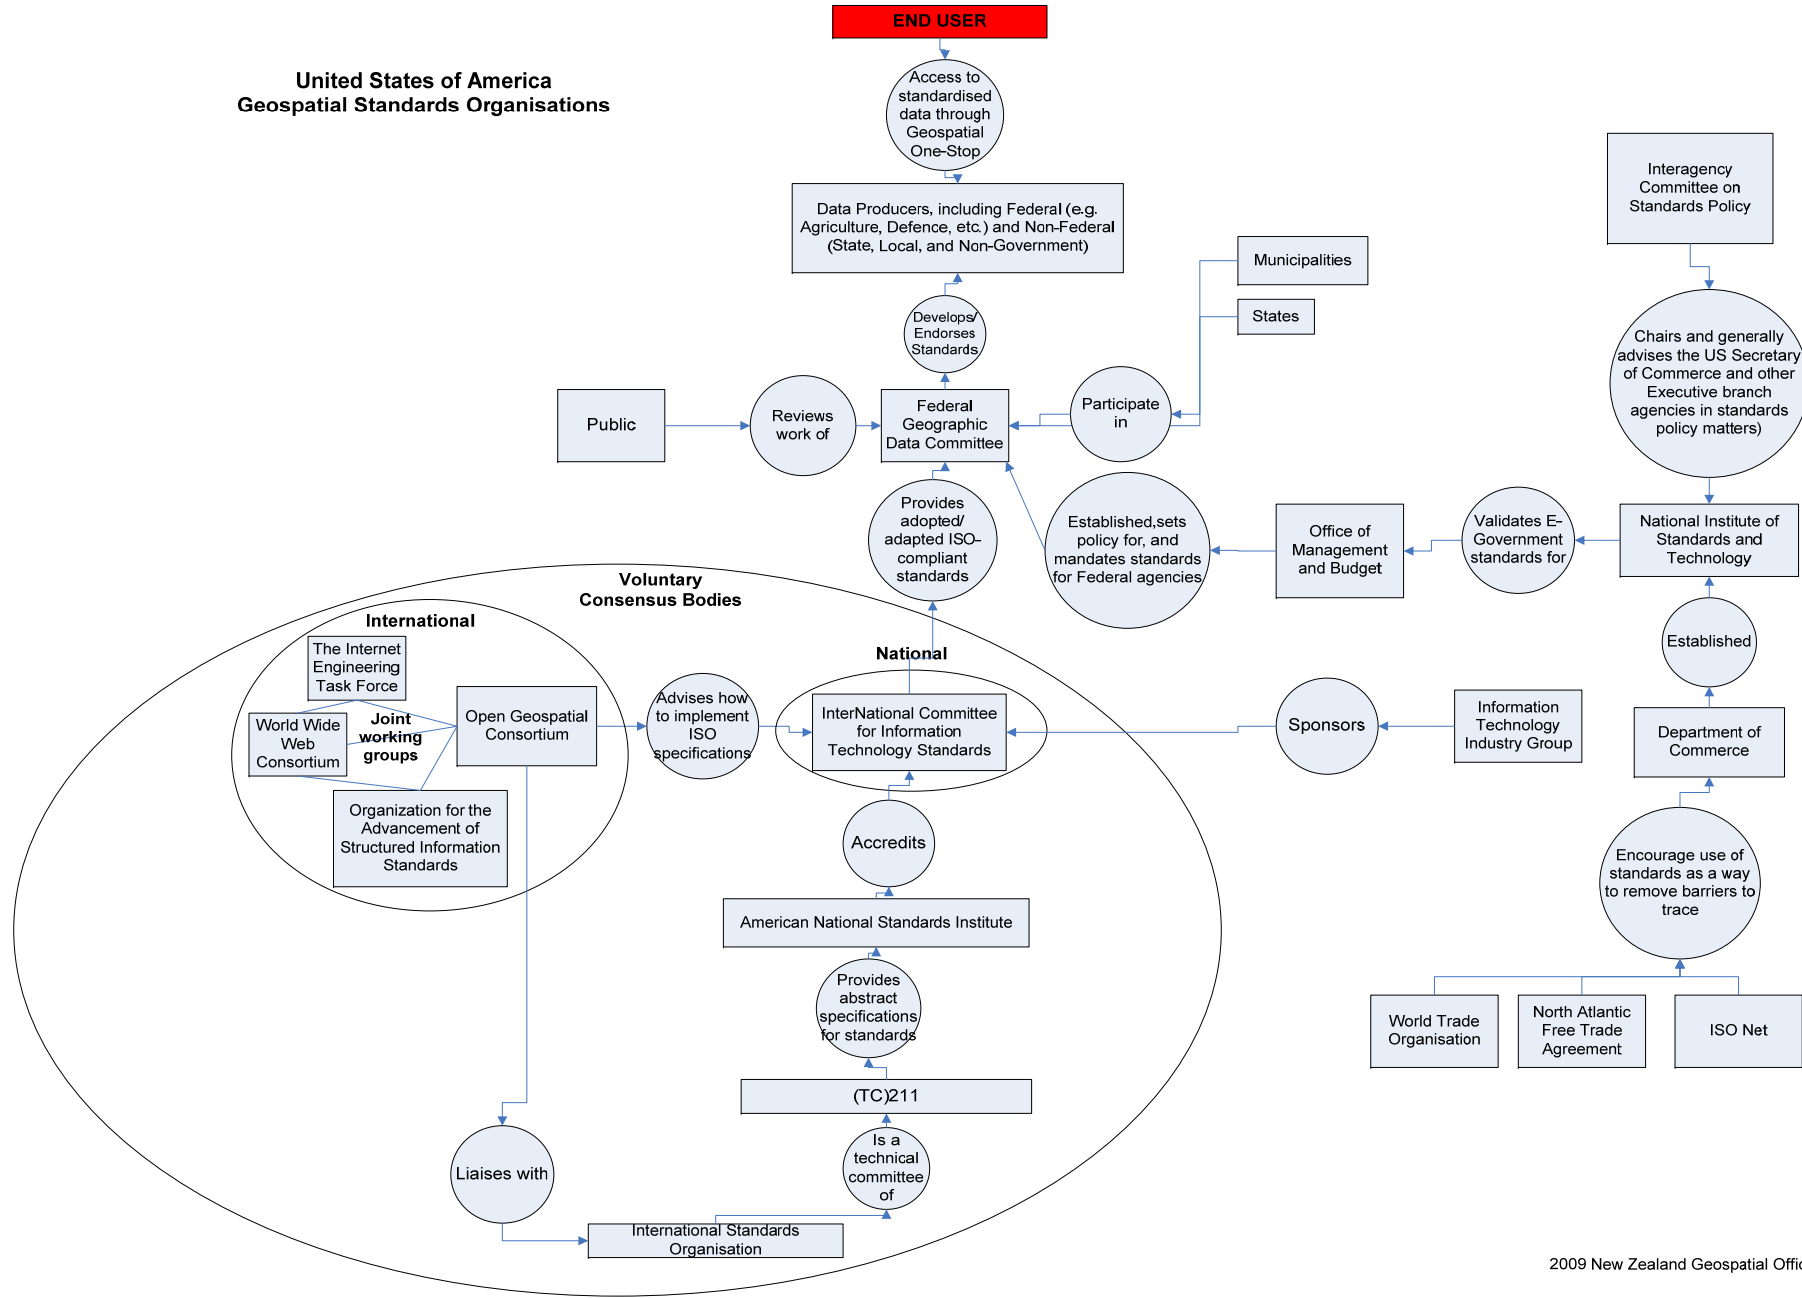 END USER
United States of America
Geospatial Standards Organisations
Access to
standardised
data through
Geospatial
One-Stop
Interagency
Committee on
Standards Policy
Data Producers, including Federal (e.g.
Agriculture, Defence, etc.) and Non-Federal
(State, Local, and Non-Government)
Municipalities
States
Develops/
Endorses
Standards
Chairs and generally
advises the US Secretary
of Commerce and other
Executive branch
agencies in standards
policy matters)
Public
Reviews
work of
Federal
Geographic
Data Committee
Participate
in
Provides
adopted/
adapted ISO-
compliant
standards
Established,sets
policy for, and
mandates standards
for Federal agencies
Office of
Management
and Budget
Validates E-
Government
standards for
National Institute of
Standards and
Technology
Voluntary
Consensus Bodies
International
The Internet
Engineering
Task Force
World Wide
Web
Consortium
Joint
working
groups
Open Geospatial
Consortium
Organization for the
Advancement of
Structured Information
Standards
Advises how
to implement
ISO
specifications
National
InterNational Committee
for Information
Technology Standards
Sponsors
Information
Technology
Industry Group
Established
Department of
Commerce
Accredits
Encourage use of
standards as a way
to remove barriers to
trace
American National Standards Institute
Provides
abstract
specifications
for standards
World Trade
Organisation
North Atlantic
Free Trade
Agreement
ISO Net
(TC)211
Is a
technical
committee
of
Liaises with
International Standards
Organisation
2009 New Zealand Geospatial Offic